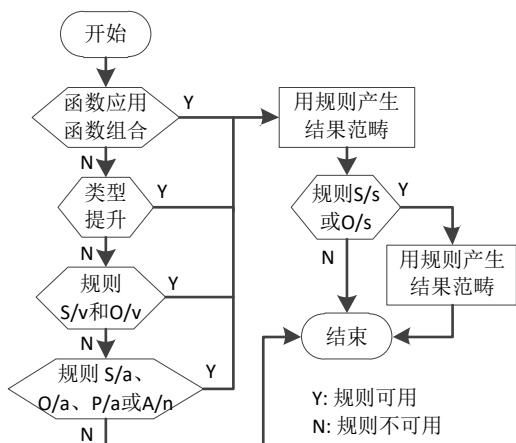 开始
函数应用
函数组合
Y
N
类型
提升
Y
N
规则
S/v和O/v
Y
N
规则 S/a、
O/a、P/a或A/n
Y
N
用规则产生
结果范畴
规则S/s
或O/s
Y
N
用规则产生
结果范畴
结束
Y: 规则可用
N: 规则不可用